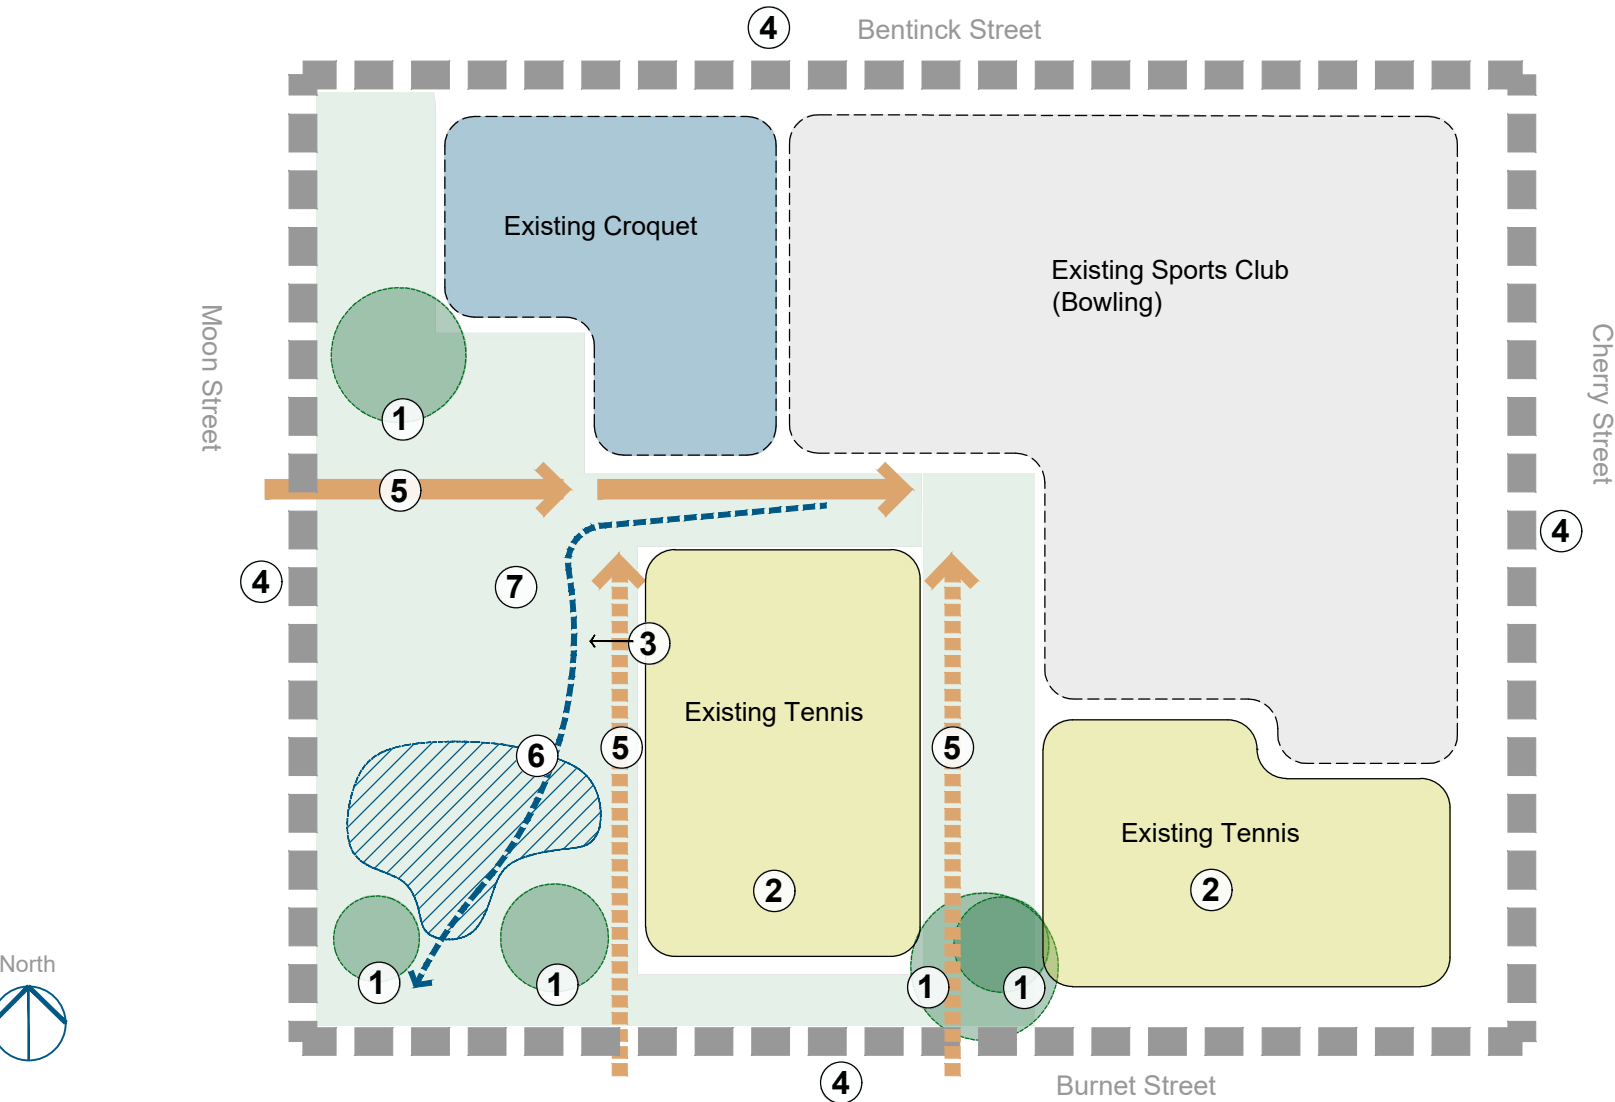 4
Bentinck Street
Existing Croquet
Existing Sports Club
(Bowling)
Moon Street
Cherry Street
1
5
4
4
7
3
Existing Tennis
6
5
5
Existing Tennis
2
2
North
1
1
1
1
4
Burnet Street